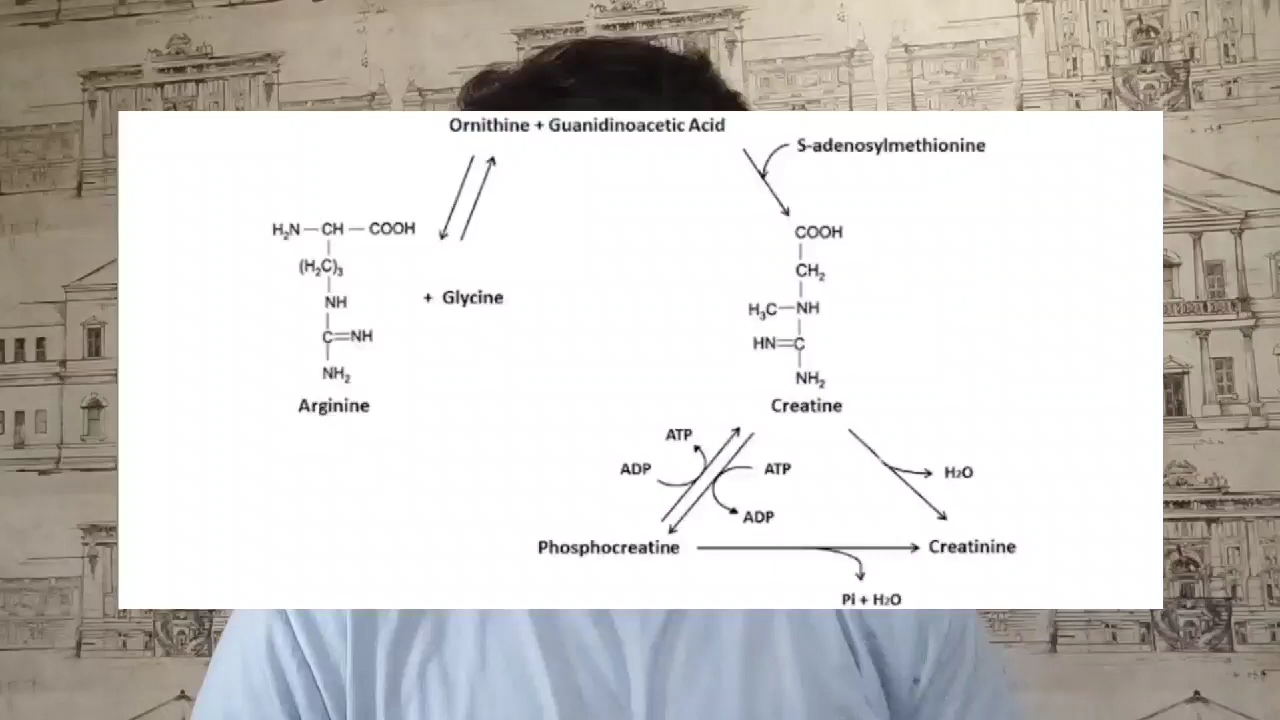 Ornithine + Guanidinoacetic Acid
S-adenosylmethionine
H₂N—CH—COOH
(H₂C)₃
NH
C=NH
NH₂
Arginine
+ Glycine
COOH
CH₂
H₃C—NH
HN=C
NH₂
Creatine
ATP
ADP
ATP
ADP
H₂O
Phosphocreatine
Creatinine
Pi + H₂O